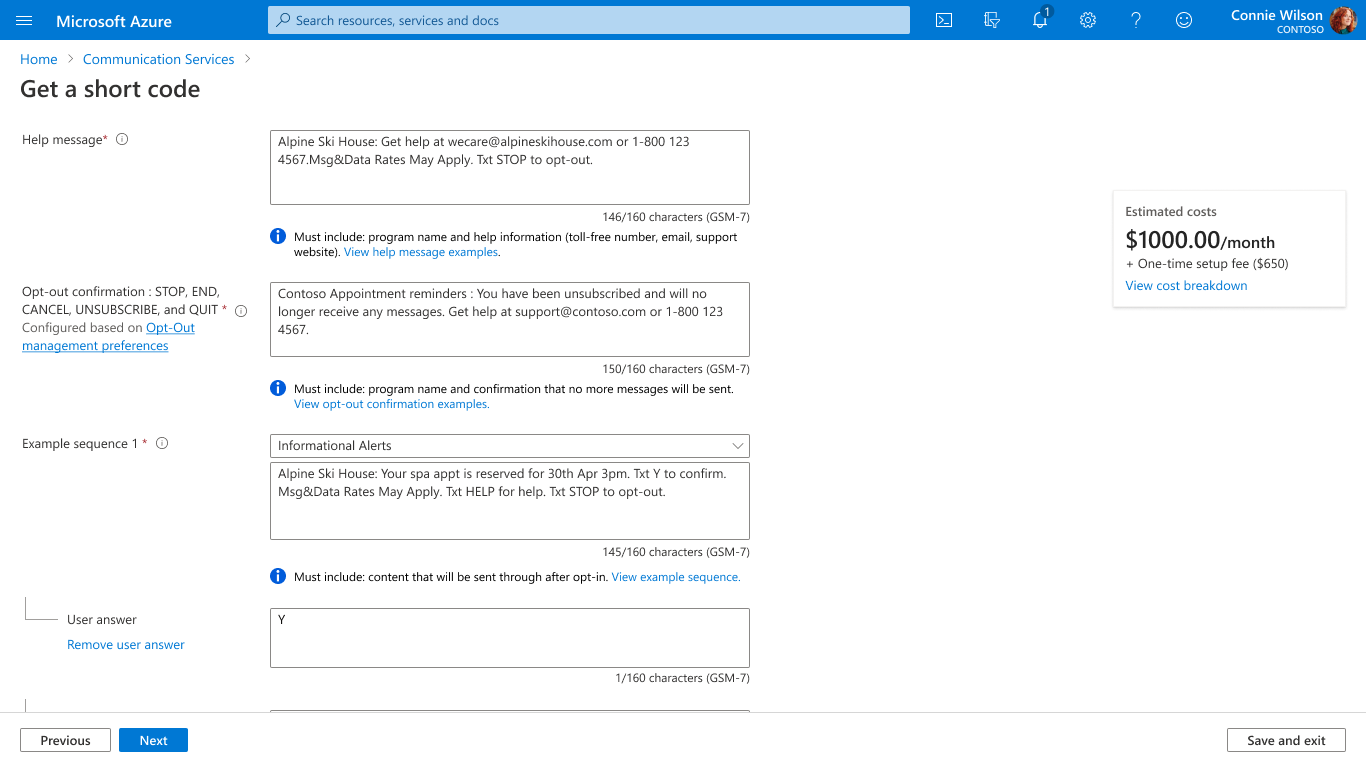 Microsoft Azure
Search resources, services and docs
1
Connie Wilson
CONTOSO
Home > Communication Services >
Get a short code
Help message*
Alpine Ski House: Get help at wecare@alpineskihouse.com or 1-800 123
4567.Msg&Data Rates May Apply. Txt STOP to opt-out.
146/160 characters (GSM-7)
Must include: program name and help information (toll-free number, email, support
website). View help message examples.
Estimated costs
$1000.00/month
+ One-time setup fee ($650)
View cost breakdown
Opt-out confirmation : STOP, END,
CANCEL, UNSUBSCRIBE, and QUIT *
Configured based on Opt-Out
management preferences
Contoso Appointment reminders : You have been unsubscribed and will no
longer receive any messages. Get help at support@contoso.com or 1-800 123
4567.
150/160 characters (GSM-7)
Must include: program name and confirmation that no more messages will be sent.
View opt-out confirmation examples.
Example sequence 1 *
Informational Alerts
Alpine Ski House: Your spa appt is reserved for 30th Apr 3pm. Txt Y to confirm.
Msg&Data Rates May Apply. Txt HELP for help. Txt STOP to opt-out.
145/160 characters (GSM-7)
Must include: content that will be sent through after opt-in. View example sequence.
User answer
Remove user answer
Y
1/160 characters (GSM-7)
Previous
Next
Save and exit